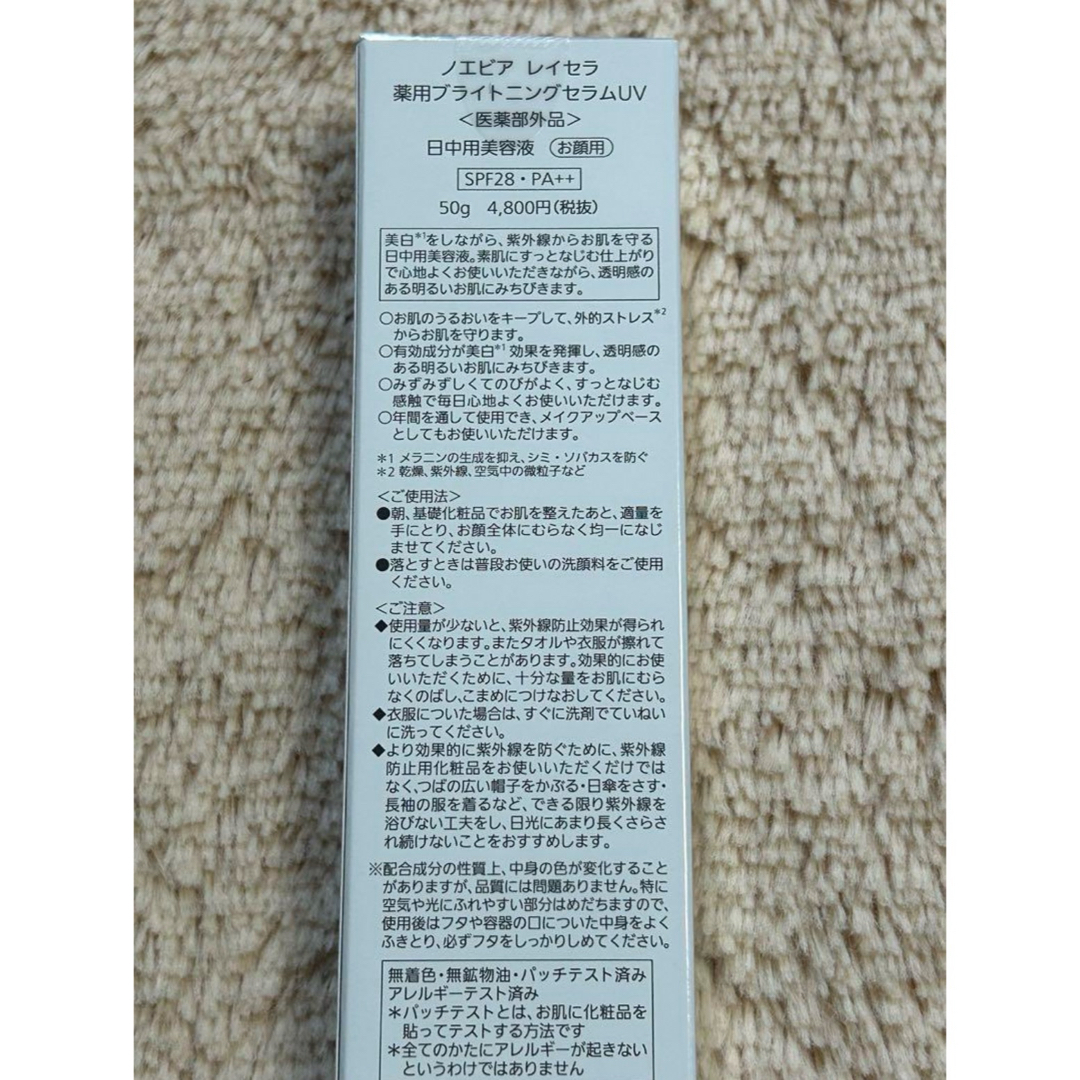 ノエビア レイセラ
薬用ブライトニングセラムUV
＜医薬部外品＞
日中用美容液 お顔用
SPF28・PA++
50g 4,800円（税抜）
美白*1をしながら、紫外線からお肌を守る
日中用美容液。素肌にすっとなじむ仕上がり
で心地よくお使いいただきながら、透明感の
ある明るいお肌にみちびきます。
○お肌のうるおいをキープして、外的ストレス*2
からお肌を守ります。
○有効成分が美白*1効果を発揮し、透明感の
ある明るいお肌にみちびきます。
○みずみずしくてのびがよく、すっとなじむ
感触で毎日心地よくお使いいただけます。
○年間を通して使用でき、メイクアップベース
としてもお使いいただけます。
*1 メラニンの生成を抑え、シミ・ソバカスを防ぐ
*2 乾燥、紫外線、空気中の微粒子など
＜ご使用法＞
●朝、基礎化粧品でお肌を整えたあと、適量を
手にとり、お顔全体にむらなく均一になじ
ませてください。
●落とすときは普段お使いの洗顔料をご使用
ください。
＜ご注意＞
◆使用量が少ないと、紫外線防止効果が得られ
にくくなります。またタオルや衣服が擦れて
落ちてしまうことがあります。効果的にお使
いいただくために、十分な量をお肌にむら
なくのばし、こまめにつけなおしてください。
◆衣服についた場合は、すぐに洗剤でていねい
に洗ってください。
◆より効果的に紫外線を防ぐために、紫外線
防止用化粧品をお使いいただくだけでは
なく、つばの広い帽子をかぶる・日傘をさす・
長袖の服を着るなど、できる限り紫外線を
浴びない工夫をし、日光にあまり長くさらさ
れ続けないことをおすすめします。
※配合成分の性質上、中身の色が変化すること
がありますが、品質には問題ありません。特に
空気や光にふれやすい部分はめだちますので、
使用後はフタや容器の口についた中身をよく
ふきとり、必ずフタをしっかりしめてください。
無着色・無鉱物油・パッチテスト済み
アレルギーテスト済み
*パッチテストとは、お肌に化粧品を
貼ってテストする方法です
*全てのかたにアレルギーが起きない
というわけではありません